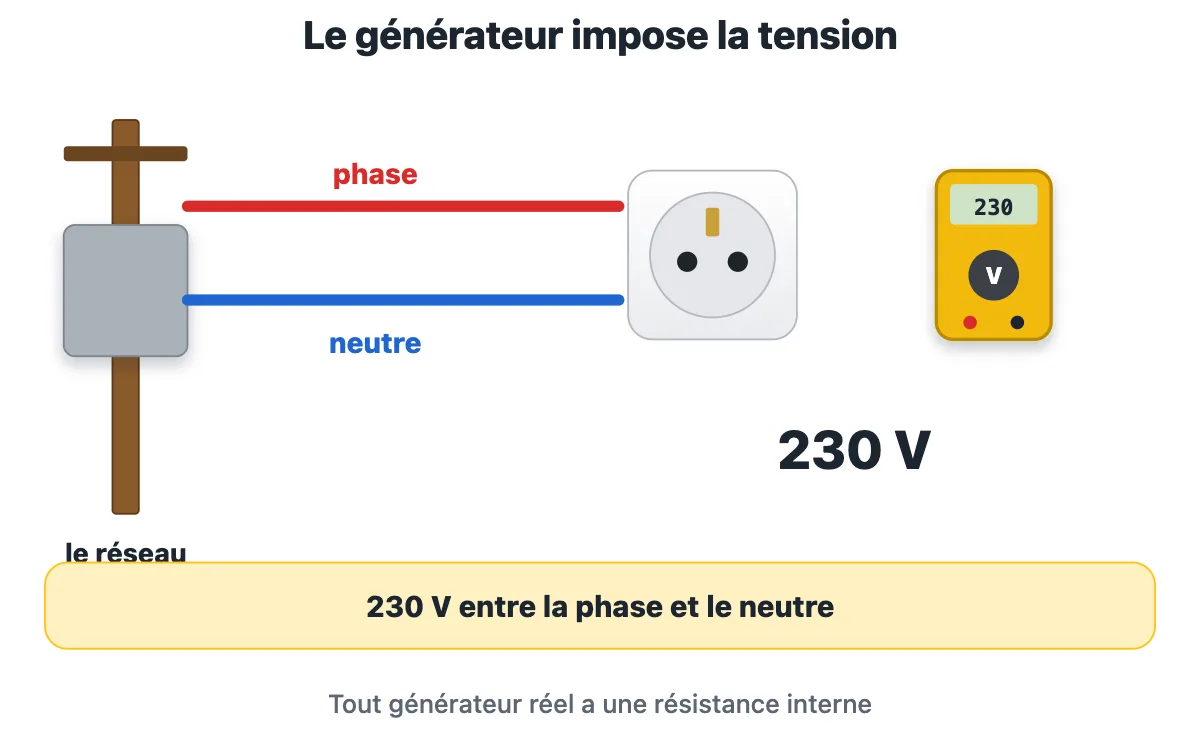 Le générateur impose la tension
phase
230
V
neutre
230 V
le réseau
230 V entre la phase et le neutre
Tout générateur réel a une résistance interne